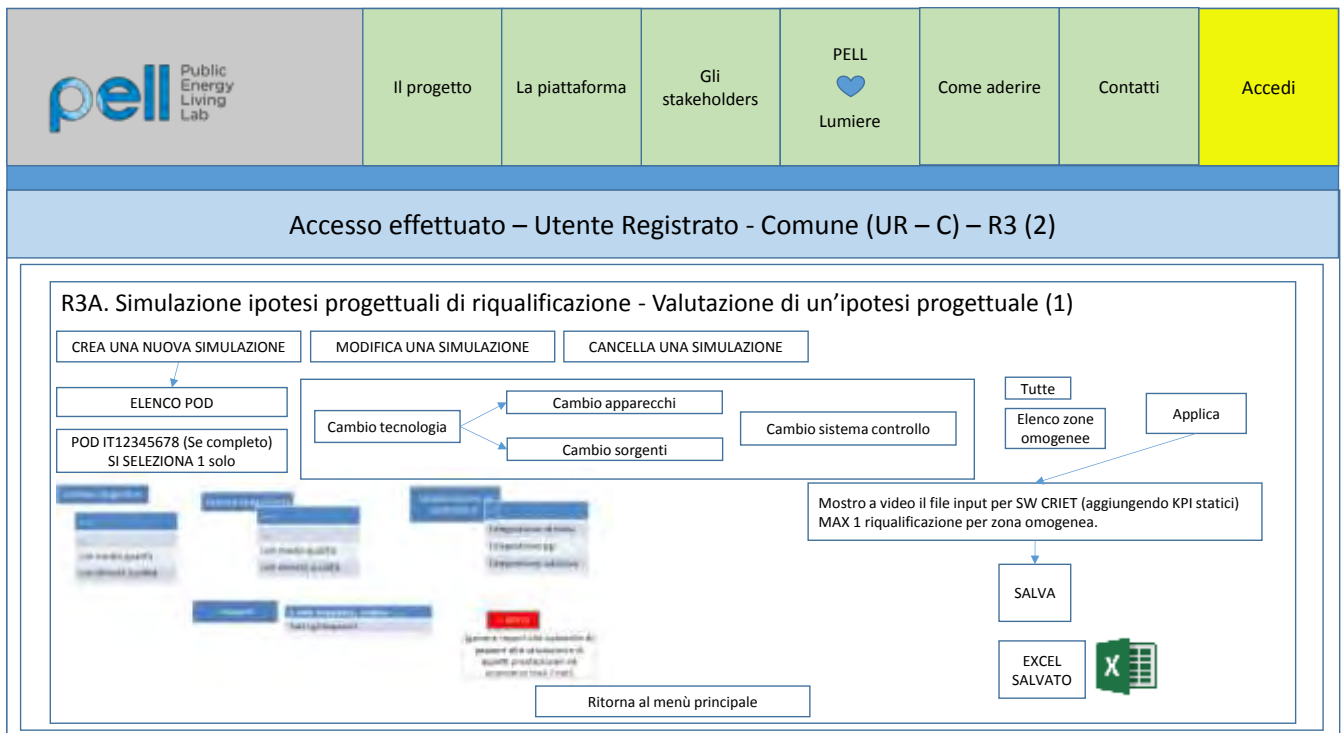 pell
Public
Energy
Living
Lab
Il progetto
La piattaforma
Gli
stakeholders
PELL
Lumiere
Come aderire
Contatti
Accedi
Accesso effettuato – Utente Registrato - Comune (UR – C) – R3 (2)
R3A. Simulazione ipotesi progettuali di riqualificazione - Valutazione di un’ipotesi progettuale (1)
CREA UNA NUOVA SIMULAZIONE
MODIFICA UNA SIMULAZIONE
CANCELLA UNA SIMULAZIONE
ELENCO POD
POD IT12345678 (Se completo)
SI SELEZIONA 1 solo
Cambio tecnologia
Cambio apparecchi
Cambio sorgenti
Cambio sistema controllo
Tutte
Elenco zone
omogenee
Applica
Mostro a video il file input per SW CRIET (aggiungendo KPI statici)
MAX 1 riqualificazione per zona omogenea.
SALVA
EXCEL
SALVATO
X
Ritorna al menù principale